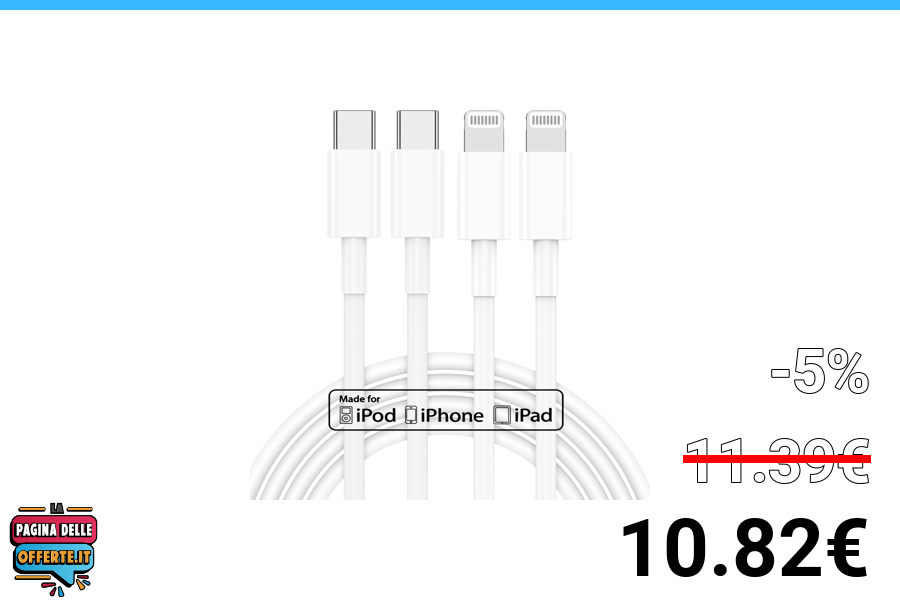 Made for
iPod iPhone iPad
-5%
11.39€
10.82€
LA
PAGINA DELLE
OFFERTE.IT